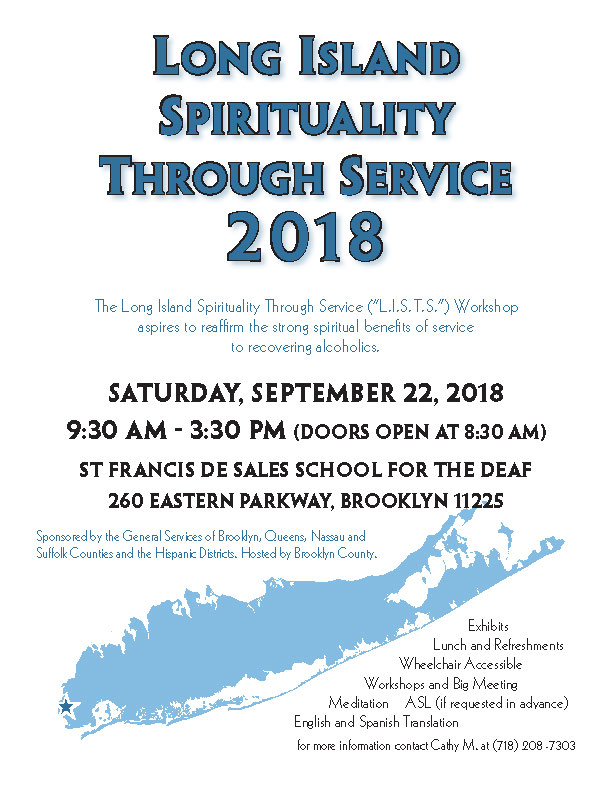 Long Island
Spirituality
Through Service
2018
The Long Island Spirituality Through Service ("L.I.S.T.S.") Workshop
aspires to reaffirm the strong spiritual benefits of service
to recovering alcoholics.
SATURDAY, SEPTEMBER 22, 2018
9:30 AM - 3:30 PM (DOORS OPEN AT 8:30 AM)
ST FRANCIS DE SALES SCHOOL FOR THE DEAF
260 EASTERN PARKWAY, BROOKLYN 11225
Sponsored by the General Services of Brooklyn, Queens, Nassau and
Suffolk Counties and the Hispanic Districts. Hosted by Brooklyn County.
Exhibits
Lunch and Refreshments
Wheelchair Accessible
Workshops and Big Meeting
Meditation ASL (if requested in advance)
English and Spanish Translation
for more information contact Cathy M. at (718) 208 -7303